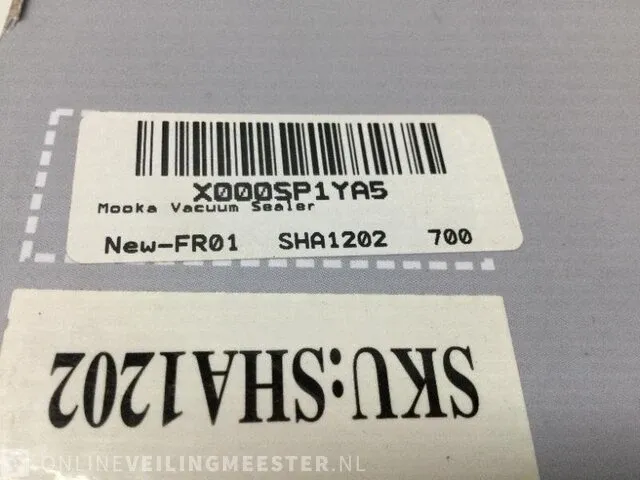 X000SP1YA5
Mooka Vacuum Sealer
New-FR01 SHA1202 700
SKU:SHA1202
ONLINEVEILINGMEESTER.NL